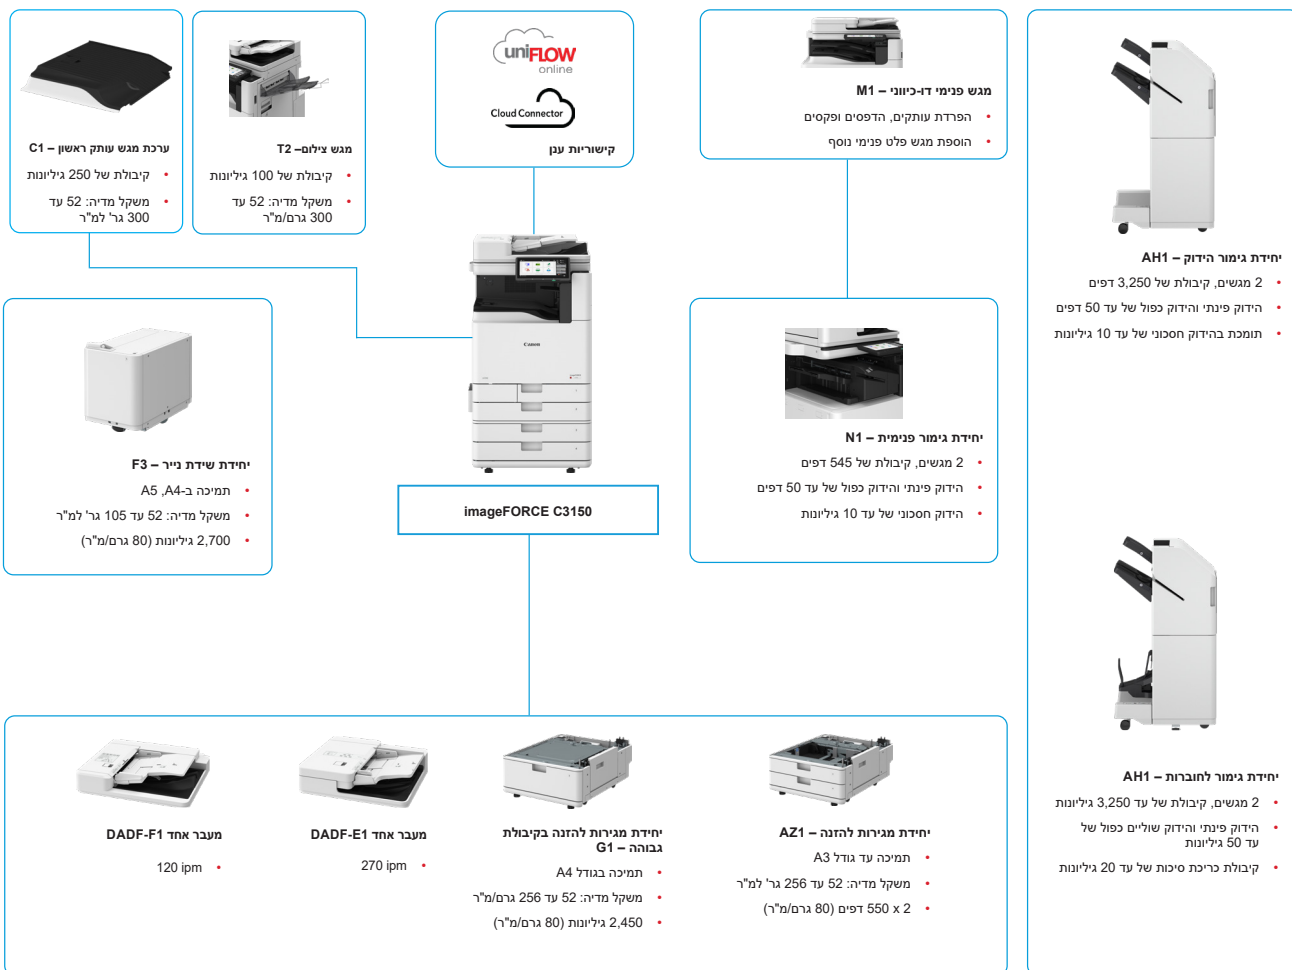 ערכת מגש עותק ראשון – C1
• קיבולת של 250 גיליונות
• משקל מדיה: 52 עד
300 גר' למ"ר
מגש צילום– T2
• קיבולת של 100 גיליונות
• משקל מדיה: 52 עד
300 גרם/מ"ר
uniFLOW
online
Cloud Connector
קישוריות ענן
מגש פנימי דו-כיווני – M1
• הפרדת עותקים, הדפסים ופקסים
• הוספת מגש פלט פנימי נוסף
יחידת גימור הידוק – AH1
• 2 מגשים, קיבולת של 3,250 דפים
• הידוק פינתי והידוק כפול של עד 50 דפים
• תומכת בהידוק חסכוני של עד 10 גיליונות
יחידת שידת נייר – F3
• תמיכה ב-A4, A5
• משקל מדיה: 52 עד 105 גר' למ"ר
• 2,700 גיליונות (80 גרם/מ"ר)
Canon
imageFORCE C3150
יחידת גימור פנימית – N1
• 2 מגשים, קיבולת של 545 דפים
• הידוק פינתי והידוק כפול של עד 50 דפים
• הידוק חסכוני של עד 10 גיליונות
יחידת גימור לחוברות – AH1
• 2 מגשים, קיבולת של עד 3,250 גיליונות
• הידוק פינתי והידוק שוליים כפול של
עד 50 גיליונות
• קיבולת כריכת סיכות של עד 20 גיליונות
מעבר אחד DADF-F1
• 120 ipm
מעבר אחד DADF-E1
• 270 ipm
יחידת מגירות להזנה בקיבולת
גבוהה – G1
• תמיכה בגודל A4
• משקל מדיה: 52 עד 256 גרם/מ"ר
• 2,450 גיליונות (80 גרם/מ"ר)
יחידת מגירות להזנה – AZ1
• תמיכה עד גודל A3
• משקל מדיה: 52 עד 256 גר' למ"ר
• 2 x 550 דפים (80 גרם/מ"ר)